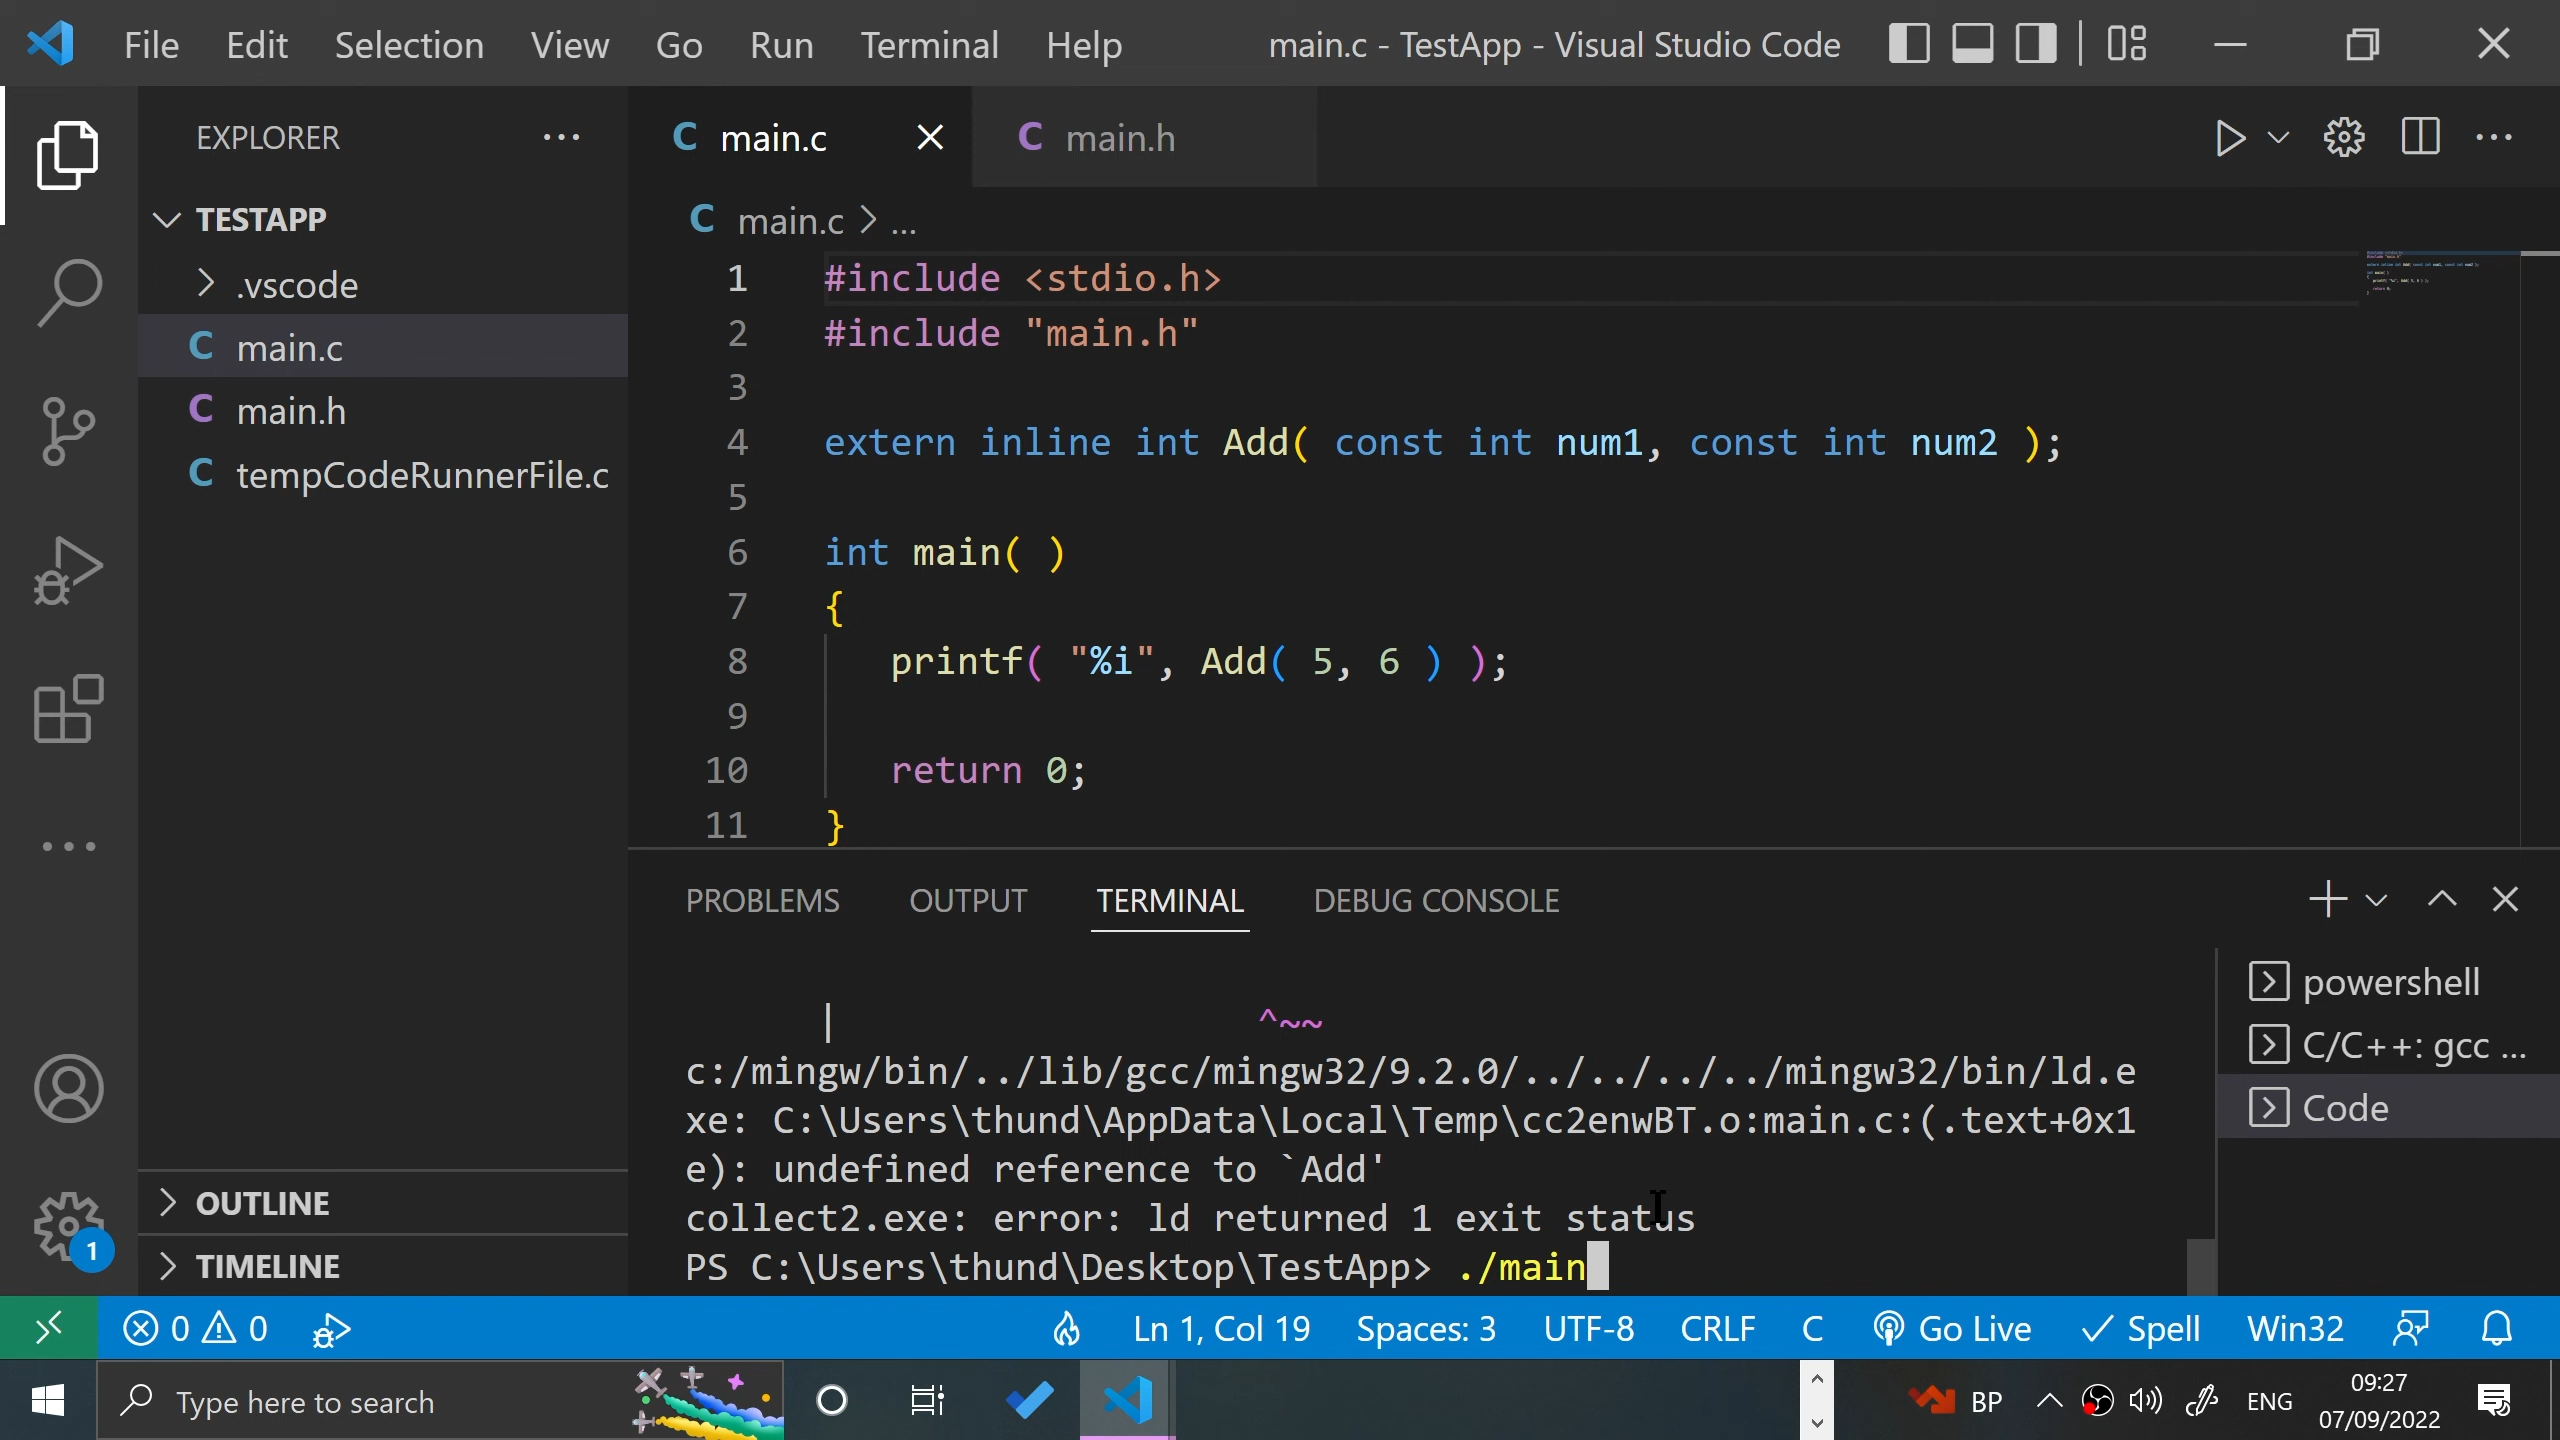 File Edit Selection View Go Run Terminal Help main.c - TestApp - Visual Studio Code
EXPLORER
TESTAPP
.vscode
main.c
main.h
tempCodeRunnerFile.c
OUTLINE
TIMELINE
1
main.c main.h
main.c > ...
1 #include <stdio.h>
2 #include "main.h"
3
4 extern inline int Add( const int num1, const int num2 );
5
6 int main( )
7 {
8 printf( "%i", Add( 5, 6 ) );
9
10 return 0;
11 }
PROBLEMS OUTPUT TERMINAL DEBUG CONSOLE
| ^~~
c:/mingw/bin/../lib/gcc/mingw32/9.2.0/../../../../mingw32/bin/ld.e
xe: C:\Users\thund\AppData\Local\Temp\cc2enwBT.o:main.c:(.text+0x1
e): undefined reference to `Add'
collect2.exe: error: ld returned 1 exit status
PS C:\Users\thund\Desktop\TestApp> ./main
powershell
C/C++: gcc ...
Code
0 0 Ln 1, Col 19 Spaces: 3 UTF-8 CRLF C Go Live Spell Win32
Type here to search BP ENG
09:27
07/09/2022